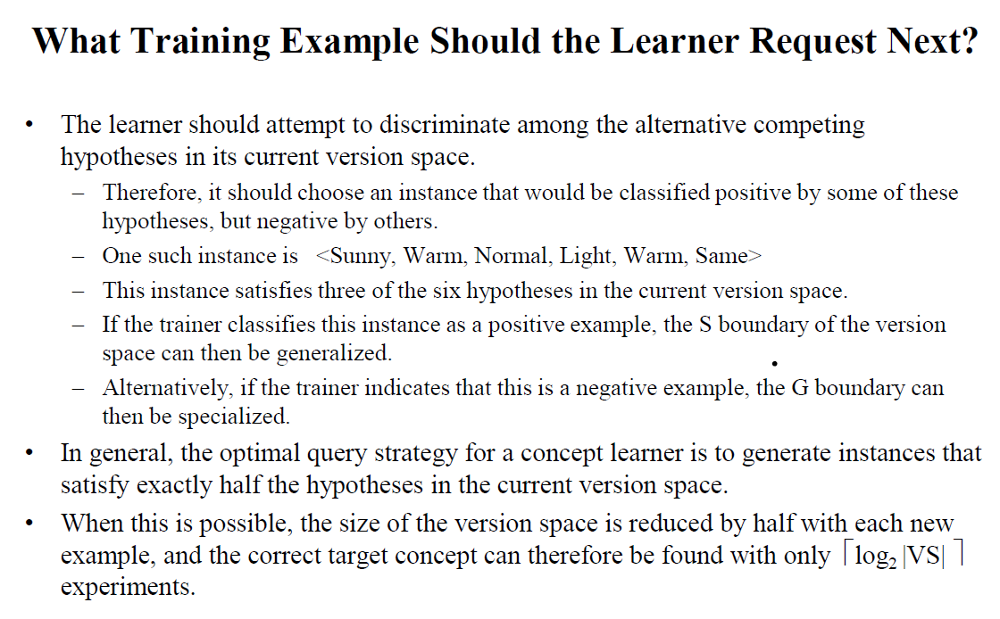 What Training Example Should the Learner Request Next?
• The learner should attempt to discriminate among the alternative competing
hypotheses in its current version space.
– Therefore, it should choose an instance that would be classified positive by some of these
hypotheses, but negative by others.
– One such instance is <Sunny, Warm, Normal, Light, Warm, Same>
– This instance satisfies three of the six hypotheses in the current version space.
– If the trainer classifies this instance as a positive example, the S boundary of the version
space can then be generalized.
– Alternatively, if the trainer indicates that this is a negative example, the G boundary can
then be specialized.
• In general, the optimal query strategy for a concept learner is to generate instances that
satisfy exactly half the hypotheses in the current version space.
• When this is possible, the size of the version space is reduced by half with each new
example, and the correct target concept can therefore be found with only ⌈log₂ |VS| ⌉
experiments.